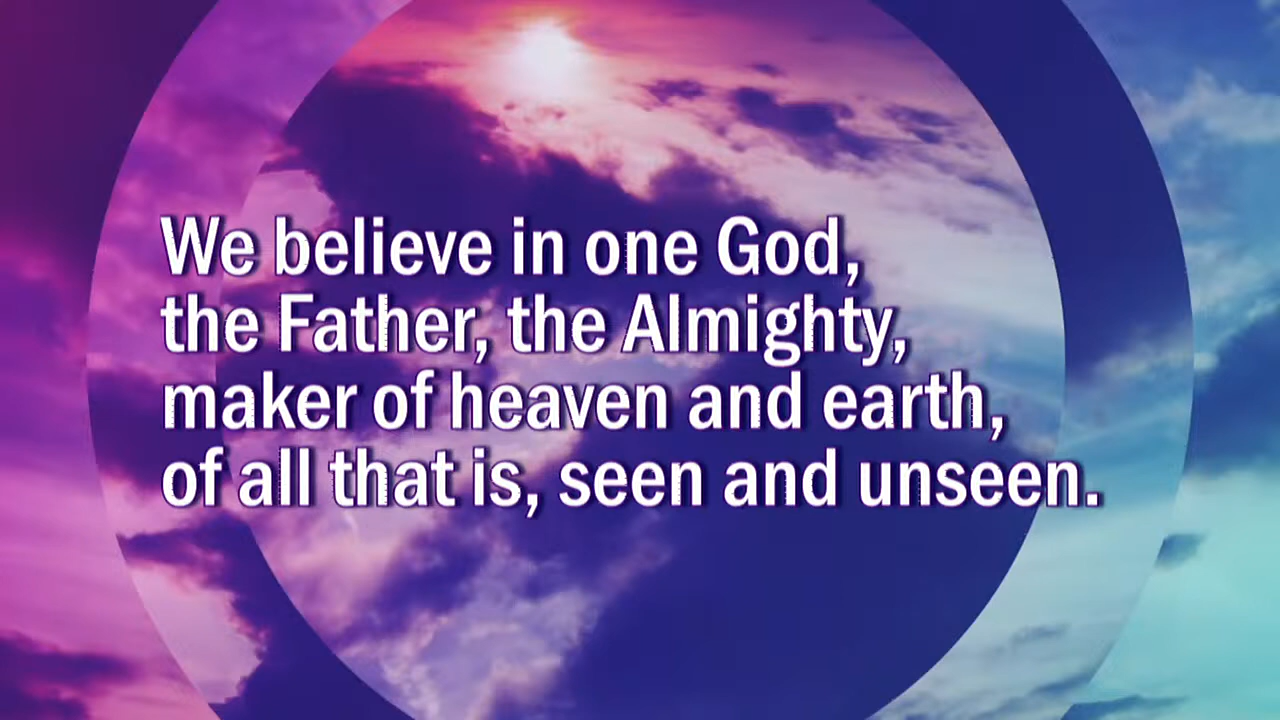 We believe in one God,
the Father, the Almighty,
maker of heaven and earth,
of all that is, seen and unseen.